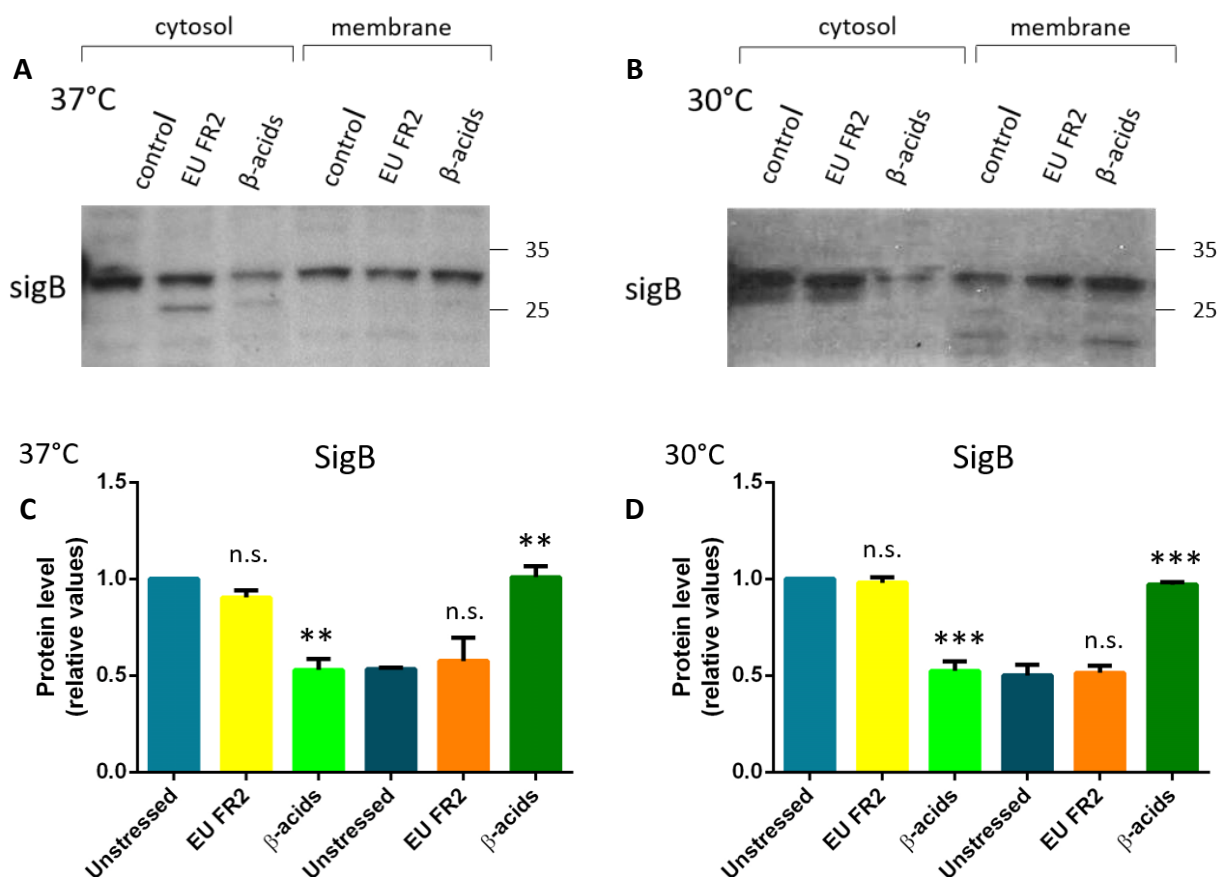 cytosol membrane
A
37°C
control EU FR2 β-acids control EU FR2 β-acids
35
sigB
25
cytosol membrane
B
30°C
control EU FR2 β-acids control EU FR2 β-acids
35
sigB
25
37°C SigB
C
1.5
1.0
0.5
0.0
Protein level
(relative values)
n.s.
**
n.s.
**
Unstressed EU FR2 β-acids Unstressed EU FR2 β-acids
30°C SigB
D
1.5
1.0
0.5
0.0
Protein level
(relative values)
n.s.
***
n.s.
***
Unstressed EU FR2 β-acids Unstressed EU FR2 β-acids